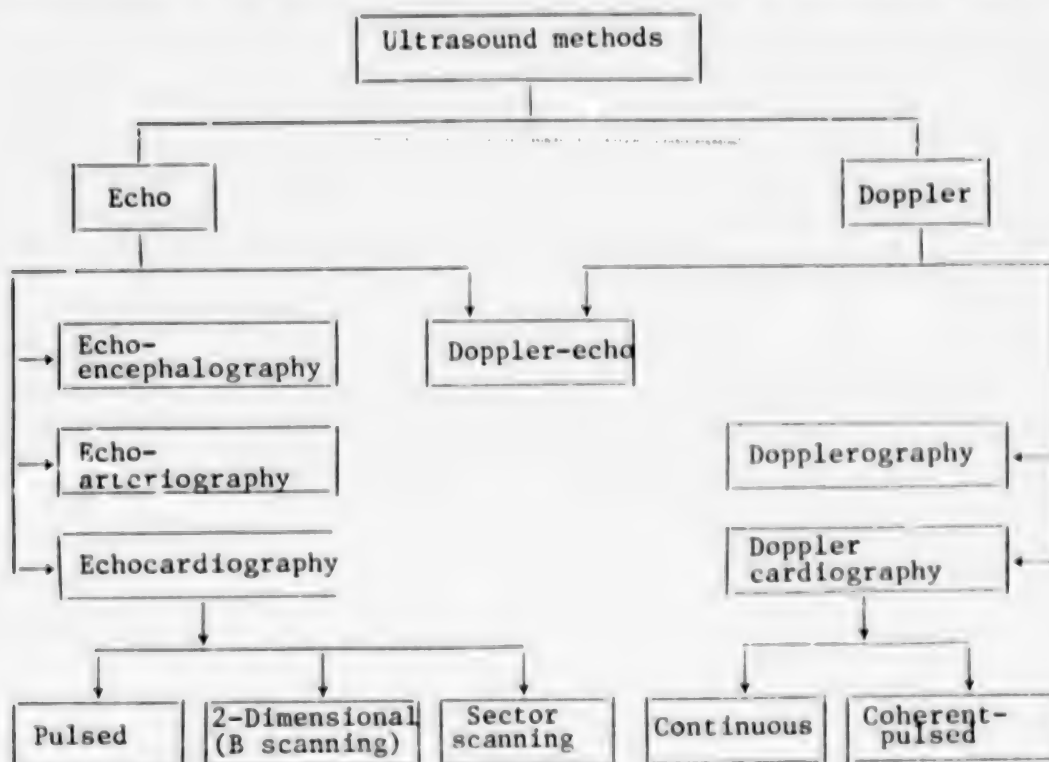 Ultrasound methods
Echo
Doppler
Echo-
encephalography
Doppler-echo
Echo-
arteriography
Dopplerography
Echocardiography
Doppler
cardiography
Pulsed
2-Dimensional
(B scanning)
Sector
scanning
Continuous
Coherent-
pulsed